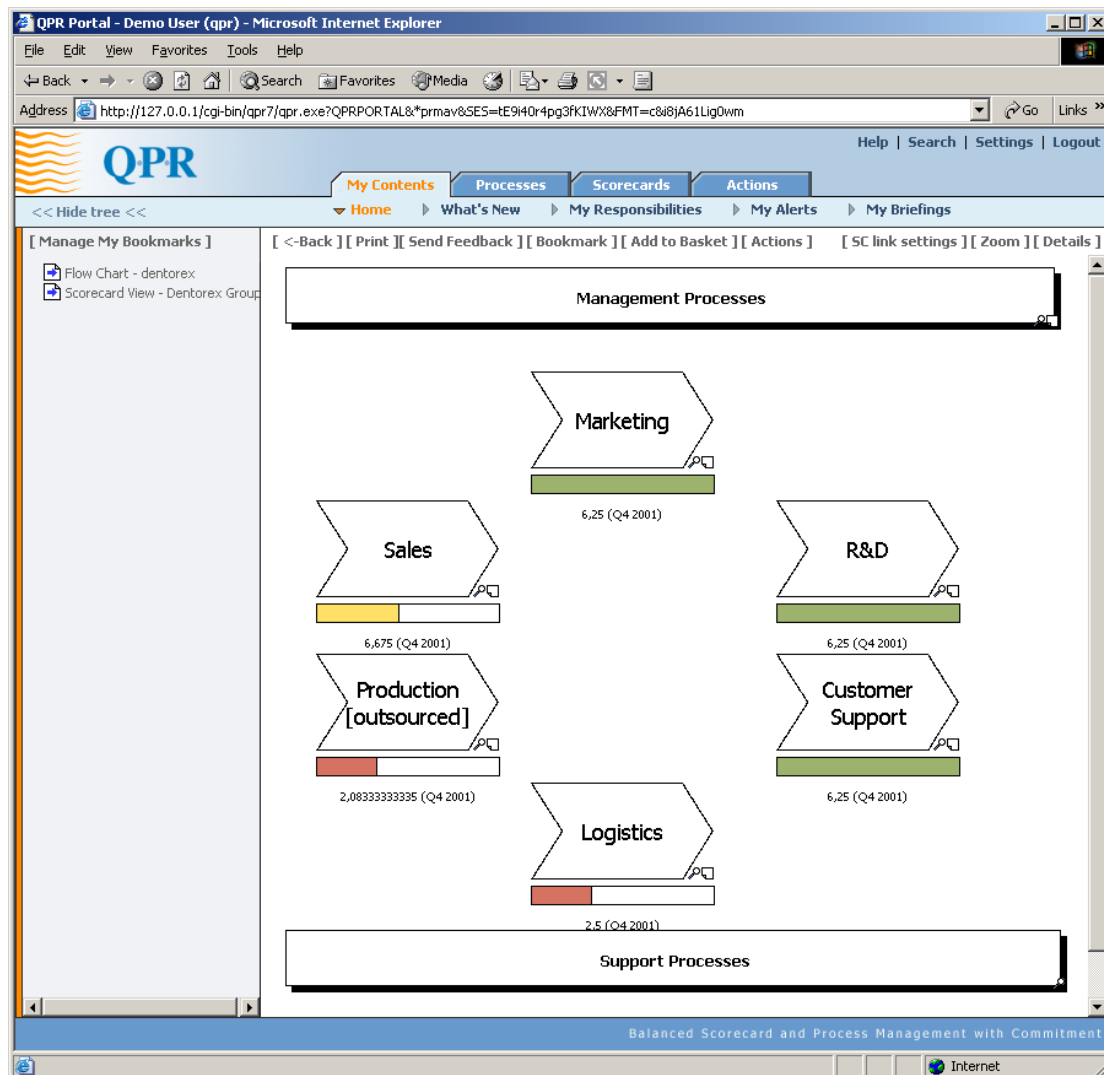 QPR Portal - Demo User (qpr) - Microsoft Internet Explorer
File Edit View Favorites Tools Help
Back Search Favorites Media
Address http://127.0.0.1/cgi-bin/qpr7/qpr.exe?QPRPORTAL&*prmav&SES=tE9i40r4pg3fKIWX&FMT=c&i8jA61Lig0wm Go Links »
Help | Search | Settings | Logout
Q·P·R
My Contents Processes Scorecards Actions
<< Hide tree << Home What's New My Responsibilities My Alerts My Briefings
[ Manage My Bookmarks ] [ <-Back ] [ Print ][ Send Feedback ] [ Bookmark ] [ Add to Basket ] [ Actions ] [ SC link settings ] [ Zoom ] [ Details ]
Flow Chart - dentorex
Scorecard View - Dentorex Group
Management Processes
Marketing
6,25 (Q4 2001)
Sales R&D
6,675 (Q4 2001) 6,25 (Q4 2001)
Production Customer
[outsourced] Support
2,08333333335 (Q4 2001) 6,25 (Q4 2001)
Logistics
2,5 (Q4 2001)
Support Processes
Balanced Scorecard and Process Management with Commitment
Internet